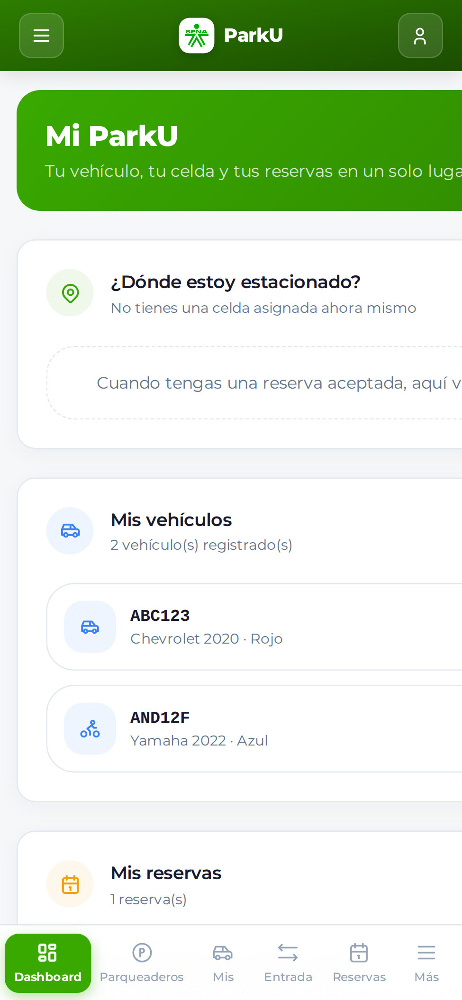 SENA
ParkU
Mi ParkU
Tu vehículo, tu celda y tus reservas en un solo luga
¿Dónde estoy estacionado?
No tienes una celda asignada ahora mismo
Cuando tengas una reserva aceptada, aquí v
Mis vehículos
2 vehículo(s) registrado(s)
ABC123
Chevrolet 2020 · Rojo
AND12F
Yamaha 2022 · Azul
Mis reservas
1 reserva(s)
Dashboard
Parqueaderos
Mis
Entrada
Reservas
Más